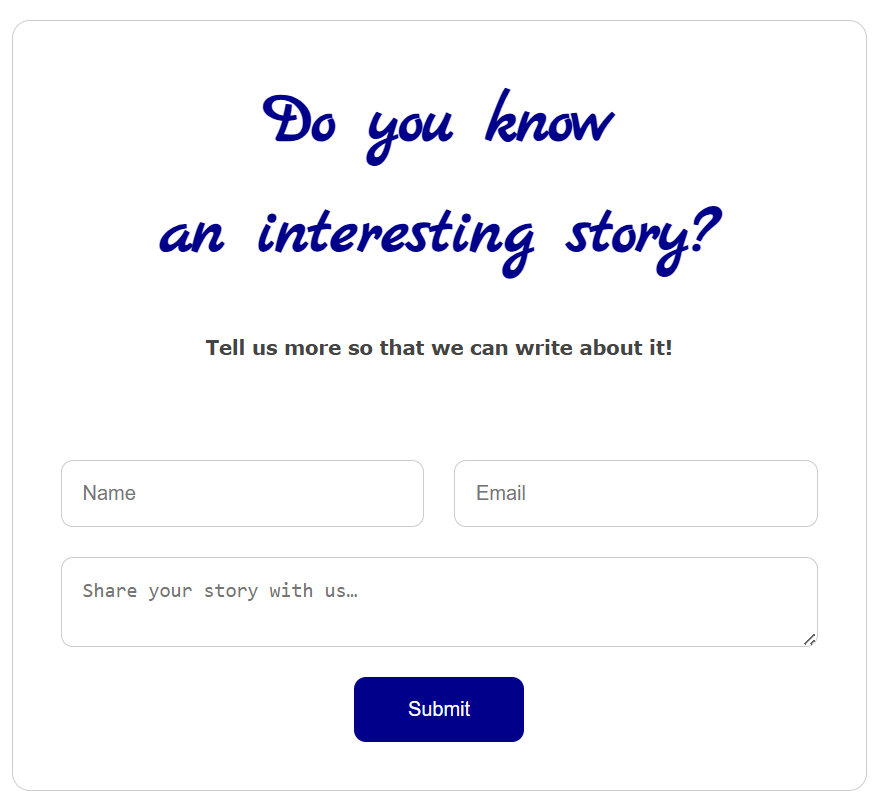 Do you know
an interesting story?
Tell us more so that we can write about it!
Name
Email
Share your story with us…
Submit